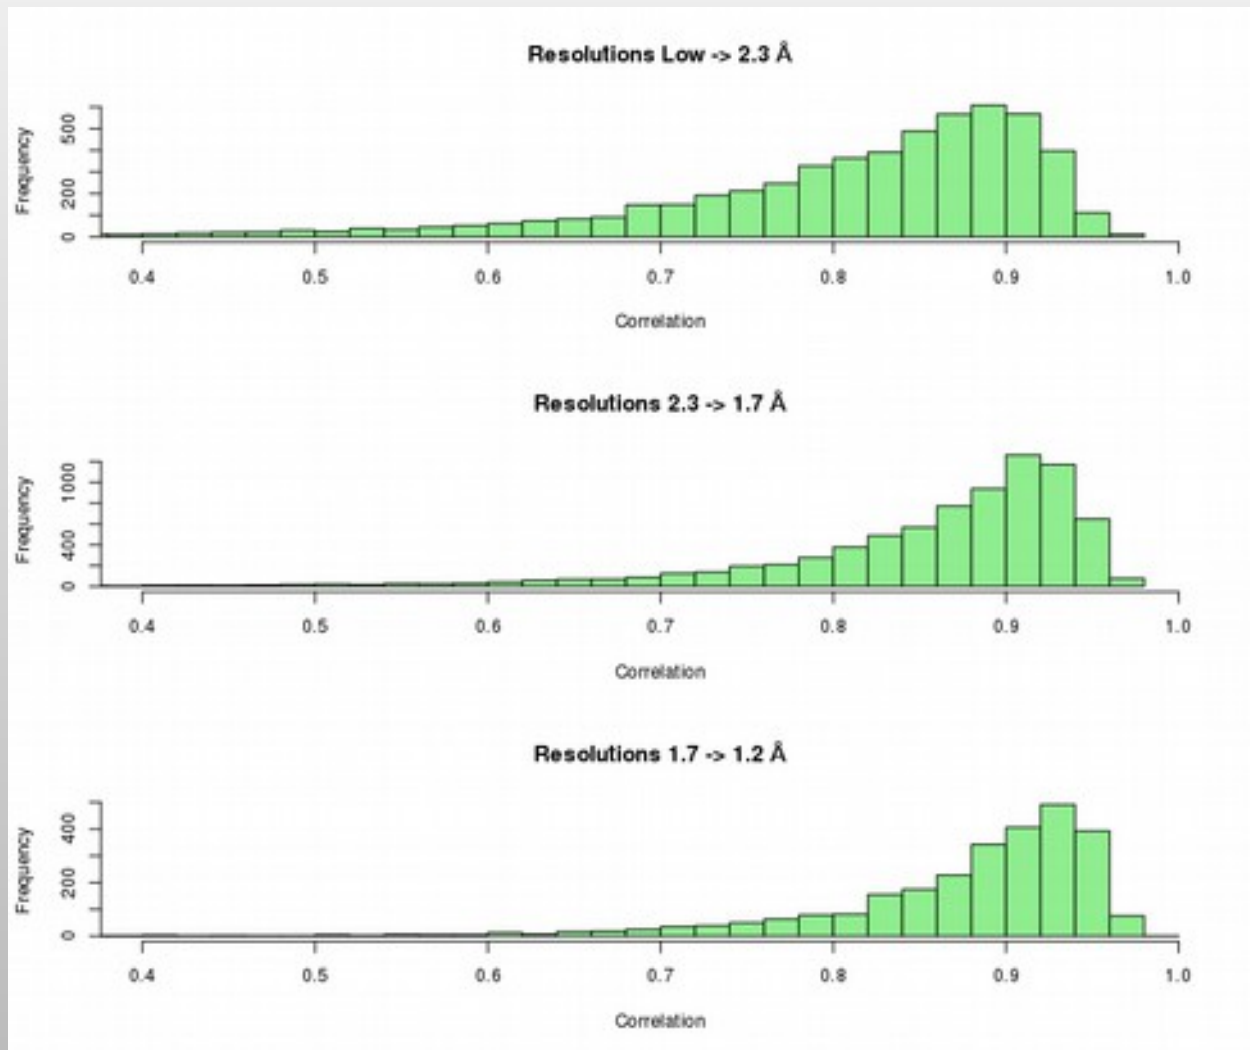 Resolutions Low -> 2.3 Å
Frequency
500
200
0
0.4 0.5 0.6 0.7 0.8 0.9 1.0
Correlation
Resolutions 2.3 -> 1.7 Å
Frequency
1000
400
0
0.4 0.5 0.6 0.7 0.8 0.9 1.0
Correlation
Resolutions 1.7 -> 1.2 Å
Frequency
400
200
0
0.4 0.5 0.6 0.7 0.8 0.9 1.0
Correlation